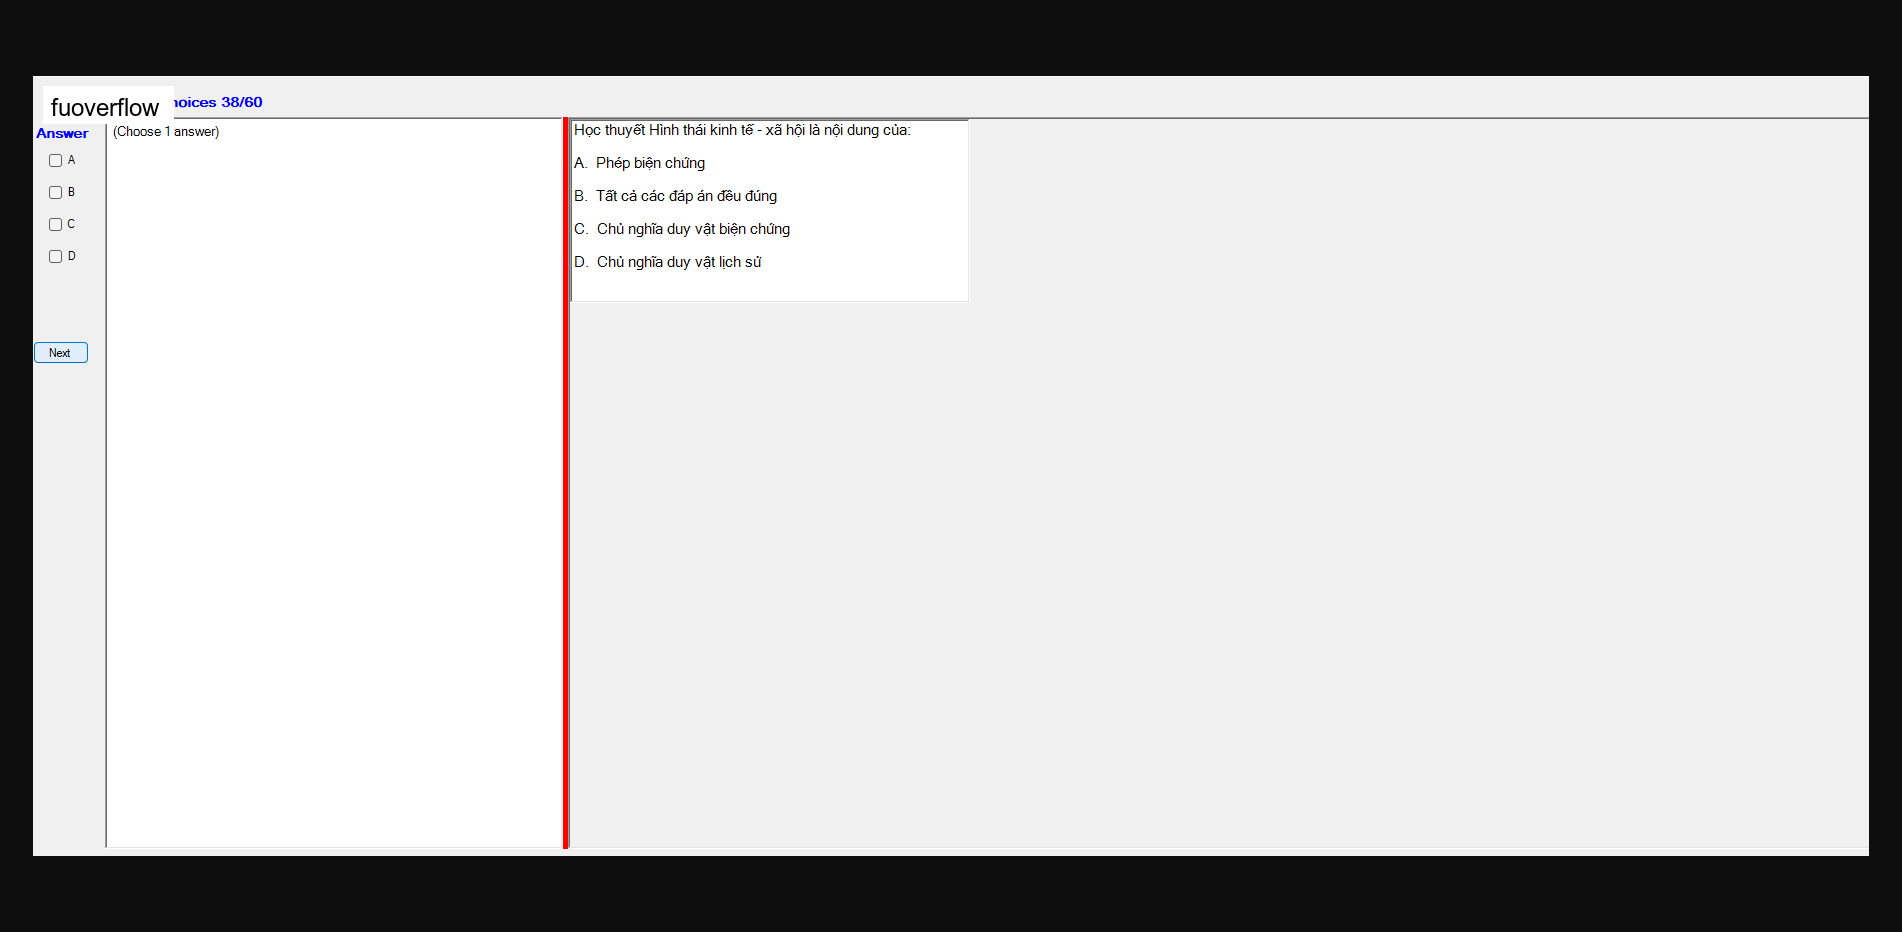 fuoverflow
hoices 38/60
Answer
(Choose 1 answer)
A
B
C
D
Next
Học thuyết Hình thái kinh tế - xã hội là nội dung của:
A. Phép biện chứng
B. Tất cả các đáp án đều đúng
C. Chủ nghĩa duy vật biện chứng
D. Chủ nghĩa duy vật lịch sử